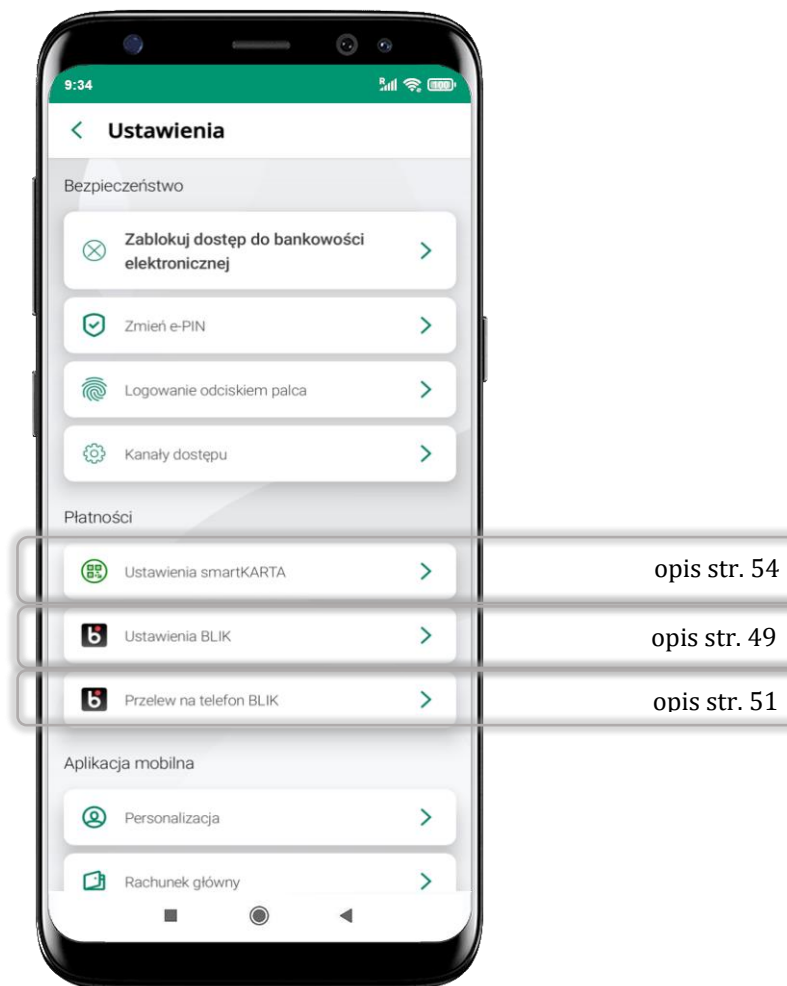 9:34
R
100
Ustawienia
Bezpieczeństwo
Zablokuj dostęp do bankowości
elektronicznej
Zmień e-PIN
Logowanie odciskiem palca
Kanały dostępu
Płatności
Ustawienia smartKARTA
opis str. 54
Ustawienia BLIK
opis str. 49
Przelew na telefon BLIK
opis str. 51
Aplikacja mobilna
Personalizacja
Rachunek główny